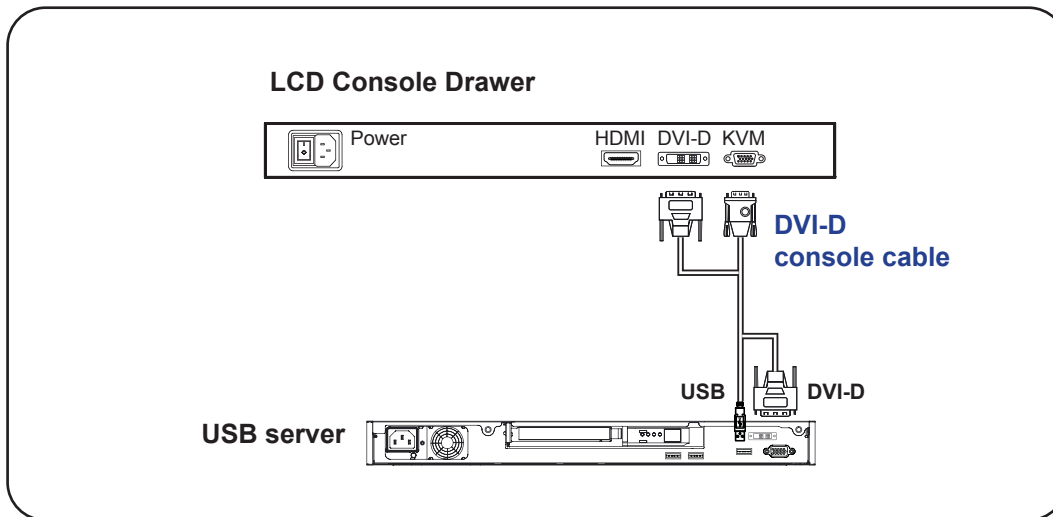 LCD Console Drawer
Power
HDMI DVI-D KVM
DVI-D
console cable
USB
DVI-D
USB server